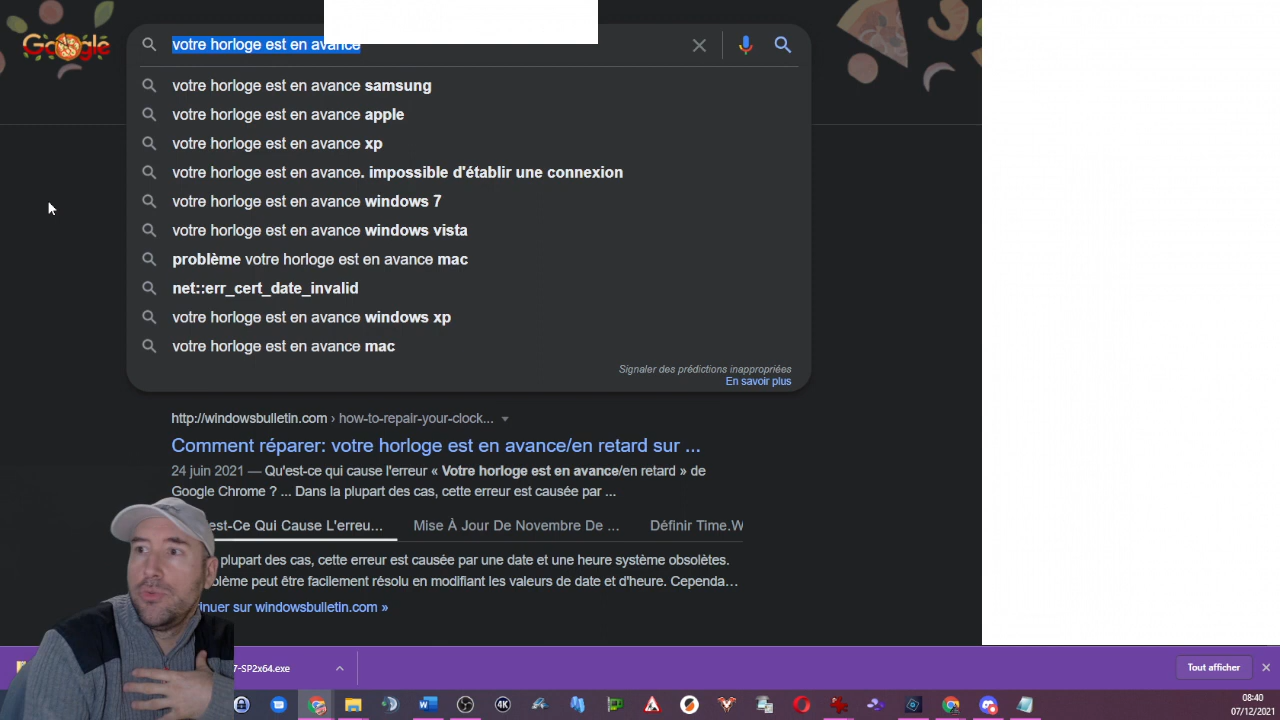 Google
votre horloge est en avance
votre horloge est en avance samsung
votre horloge est en avance apple
votre horloge est en avance xp
votre horloge est en avance. impossible d'établir une connexion
votre horloge est en avance windows 7
votre horloge est en avance windows vista
problème votre horloge est en avance mac
net::err_cert_date_invalid
votre horloge est en avance windows xp
votre horloge est en avance mac
Signaler des prédictions inappropriées
En savoir plus
http://windowsbulletin.com › how-to-repair-your-clock...
Comment réparer: votre horloge est en avance/en retard sur ...
24 juin 2021 — Qu'est-ce qui cause l'erreur « Votre horloge est en avance/en retard » de
Google Chrome ? ... Dans la plupart des cas, cette erreur est causée par ...
est-Ce Qui Cause L'erreu... Mise À Jour De Novembre De ... Définir Time.W
plupart des cas, cette erreur est causée par une date et une heure système obsolètes.
blème peut être facilement résolu en modifiant les valeurs de date et d'heure. Cependa...
inuer sur windowsbulletin.com »
7-SP2x64.exe
Tout afficher
4K
08:40
07/12/2021